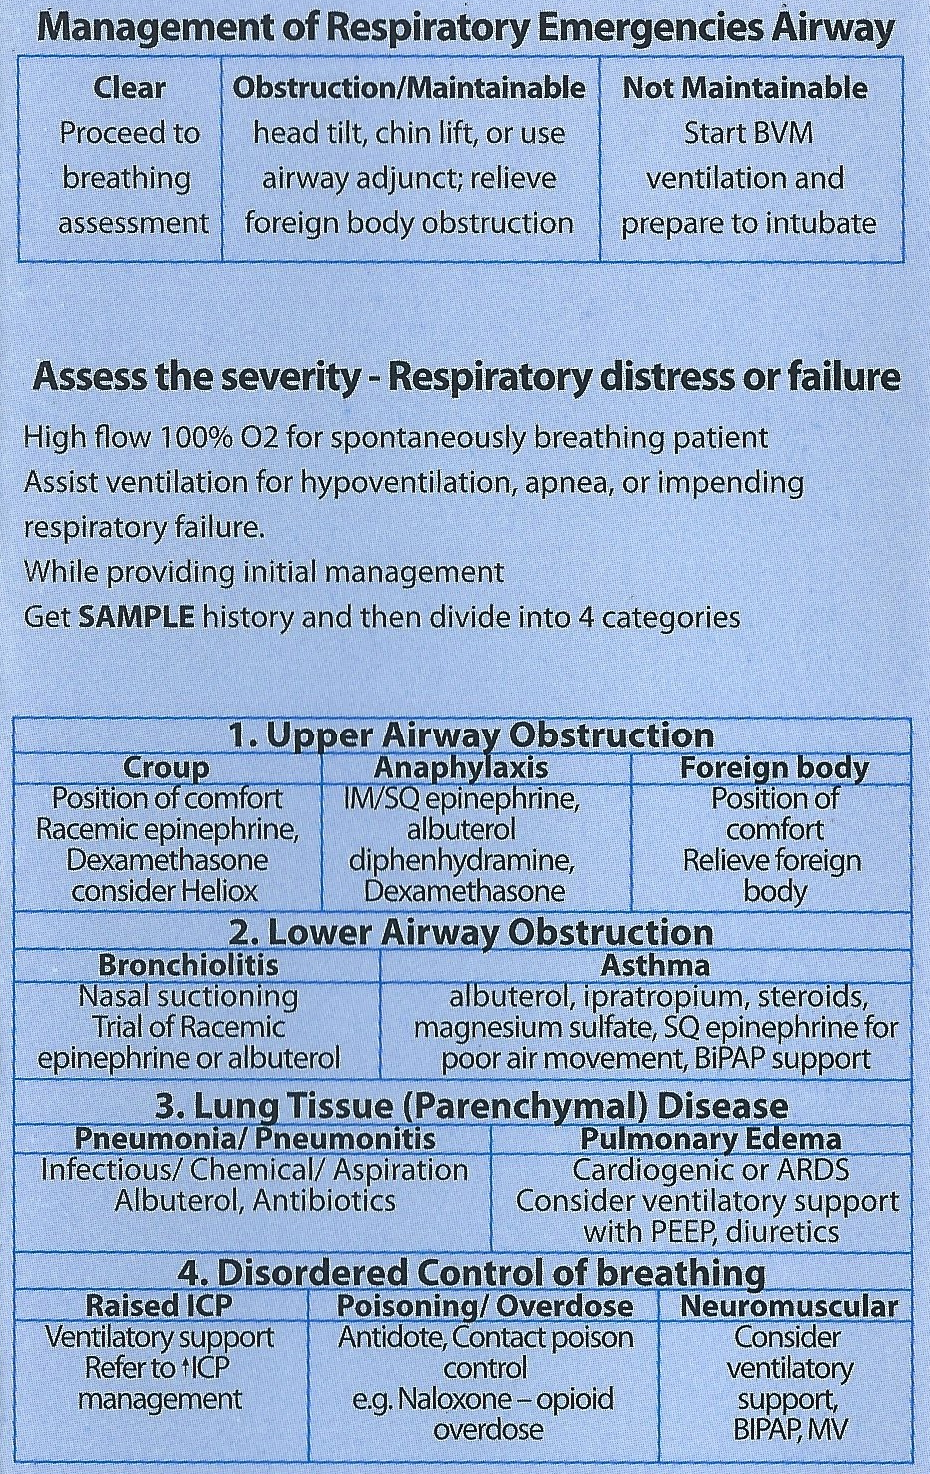 Management of Respiratory Emergencies Airway
Clear
Proceed to
breathing
assessment
Obstruction/Maintainable
head tilt, chin lift, or use
airway adjunct; relieve
foreign body obstruction
Not Maintainable
Start BVM
ventilation and
prepare to intubate
Assess the severity - Respiratory distress or failure
High flow 100% O2 for spontaneously breathing patient
Assist ventilation for hypoventilation, apnea, or impending
respiratory failure.
While providing initial management
Get SAMPLE history and then divide into 4 categories
1. Upper Airway Obstruction
Croup
Position of comfort
Racemic epinephrine,
Dexamethasone
consider Heliox
Anaphylaxis
IM/SQ epinephrine,
albuterol
diphenhydramine,
Dexamethasone
Foreign body
Position of
comfort
Relieve foreign
body
2. Lower Airway Obstruction
Bronchiolitis
Nasal suctioning
Trial of Racemic
epinephrine or albuterol
Asthma
albuterol, ipratropium, steroids,
magnesium sulfate, SQ epinephrine for
poor air movement, BiPAP support
3. Lung Tissue (Parenchymal) Disease
Pneumonia/ Pneumonitis
Infectious/ Chemical/ Aspiration
Albuterol, Antibiotics
Pulmonary Edema
Cardiogenic or ARDS
Consider ventilatory support
with PEEP, diuretics
4. Disordered Control of breathing
Raised ICP
Ventilatory support
Refer to ↑ICP
management
Poisoning/ Overdose
Antidote, Contact poison
control
e.g. Naloxone – opioid
overdose
Neuromuscular
Consider
ventilatory
support,
BIPAP, MV